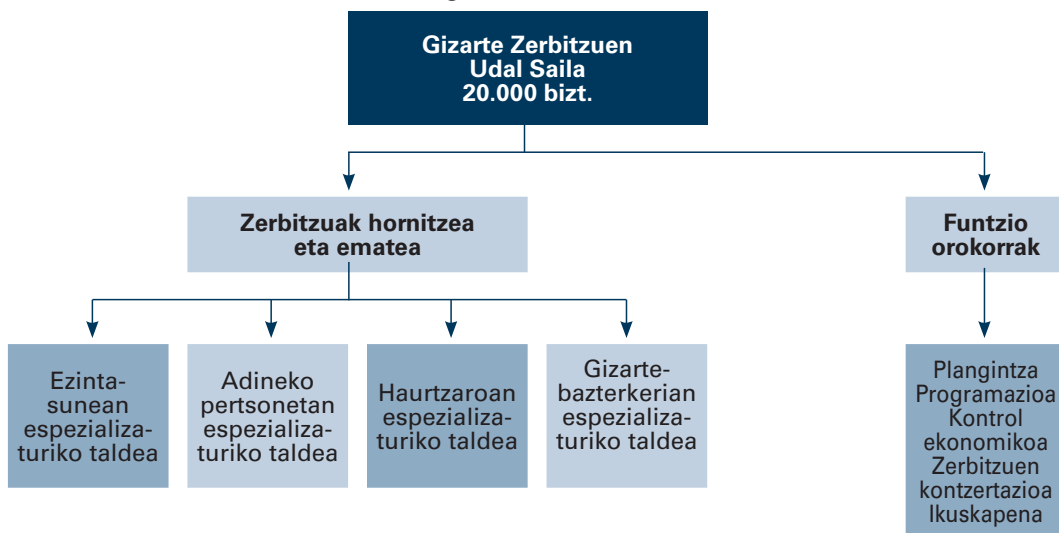 Gizarte Zerbitzuen
Udal Saila
20.000 bizt.
Zerbitzuak hornitzea
eta ematea
Funtzio
orokorrak
Ezinta-
sunean
espezializa-
turiko taldea
Adineko
pertsonetan
espezializa-
turiko taldea
Haurtzaroan
espezializa-
turiko taldea
Gizarte-
bazterkerian
espezializa-
turiko taldea
Plangintza
Programazioa
Kontrol
ekonomikoa
Zerbitzuen
kontzertazioa
Ikuskapena